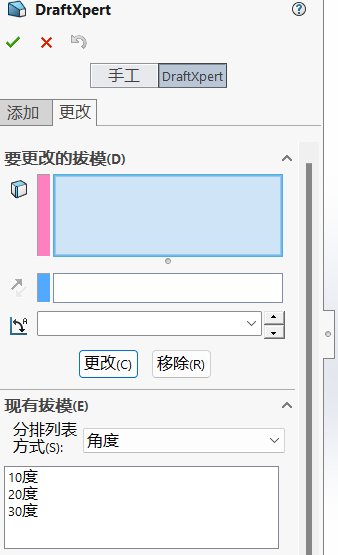 DraftXpert
手工 DraftXpert
添加 更改
要更改的拔模(D)
更改(C) 移除(R)
现有拔模(E)
分排列表
方式(S): 角度
10度
20度
30度